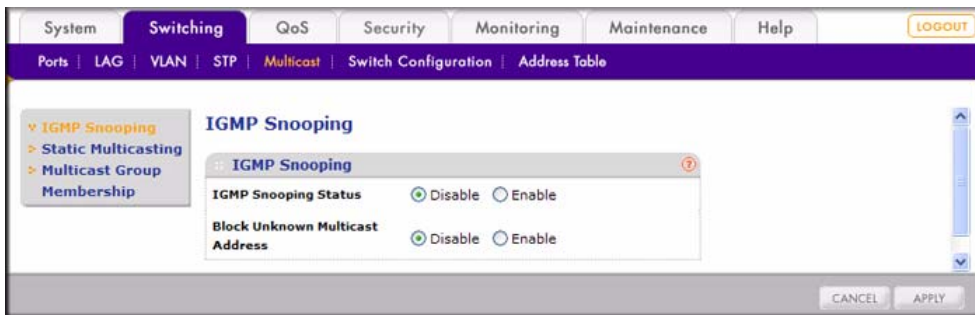 System Switching QoS Security Monitoring Maintenance Help LOGOUT
Ports LAG VLAN STP Multicast Switch Configuration Address Table
IGMP Snooping
Static Multicasting
Multicast Group
Membership
IGMP Snooping
IGMP Snooping ?
IGMP Snooping Status Disable Enable
Block Unknown Multicast
Address Disable Enable
CANCEL APPLY